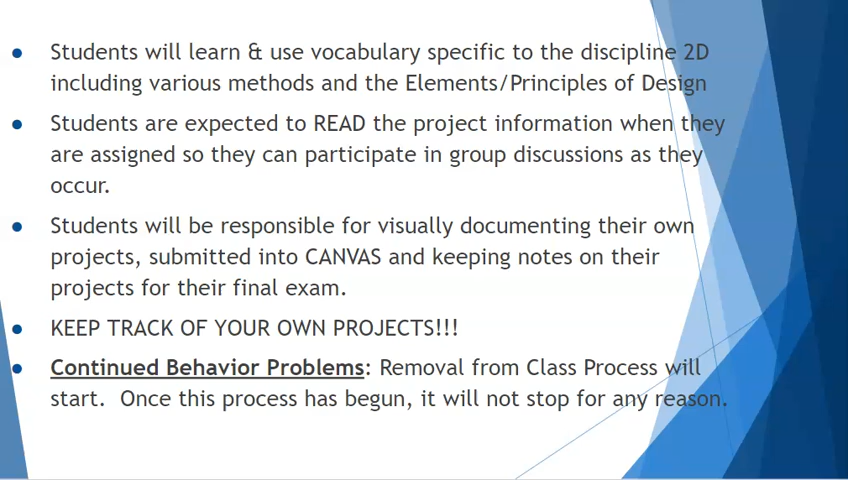 ● Students will learn & use vocabulary specific to the discipline 2D
including various methods and the Elements/Principles of Design
● Students are expected to READ the project information when they
are assigned so they can participate in group discussions as they
occur.
● Students will be responsible for visually documenting their own
projects, submitted into CANVAS and keeping notes on their
projects for their final exam.
● KEEP TRACK OF YOUR OWN PROJECTS!!!
● Continued Behavior Problems: Removal from Class Process will
start.  Once this process has begun, it will not stop for any reason.